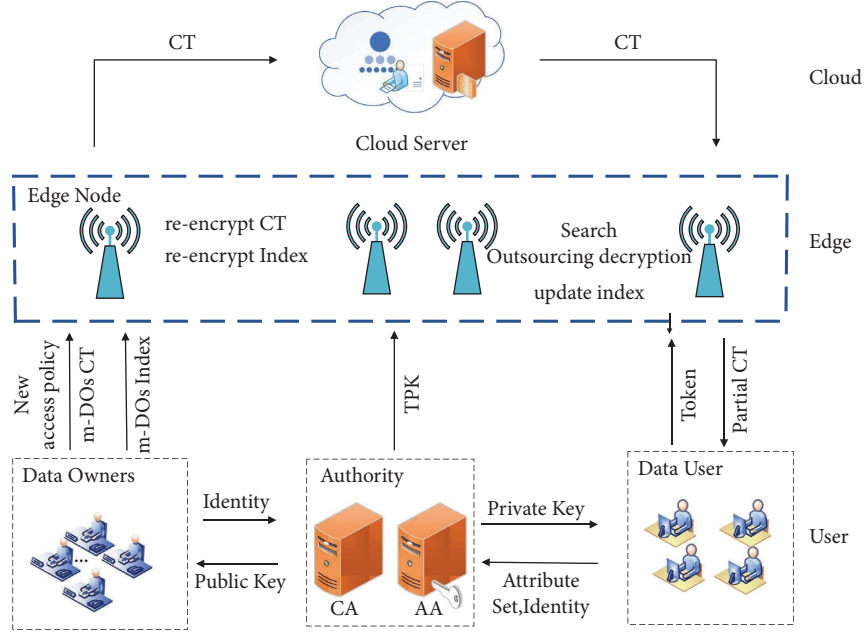 CT
CT
Cloud
Cloud Server
Edge Node
re-encrypt CT
re-encrypt Index
Search
Outsourcing decryption
update index
Edge
New
access policy
m-DOs CT
m-DOs Index
TPK
Token
Partial CT
Data Owners
Identity
Public Key
Authority
CA
AA
Private Key
Attribute
Set,Identity
Data User
User
...